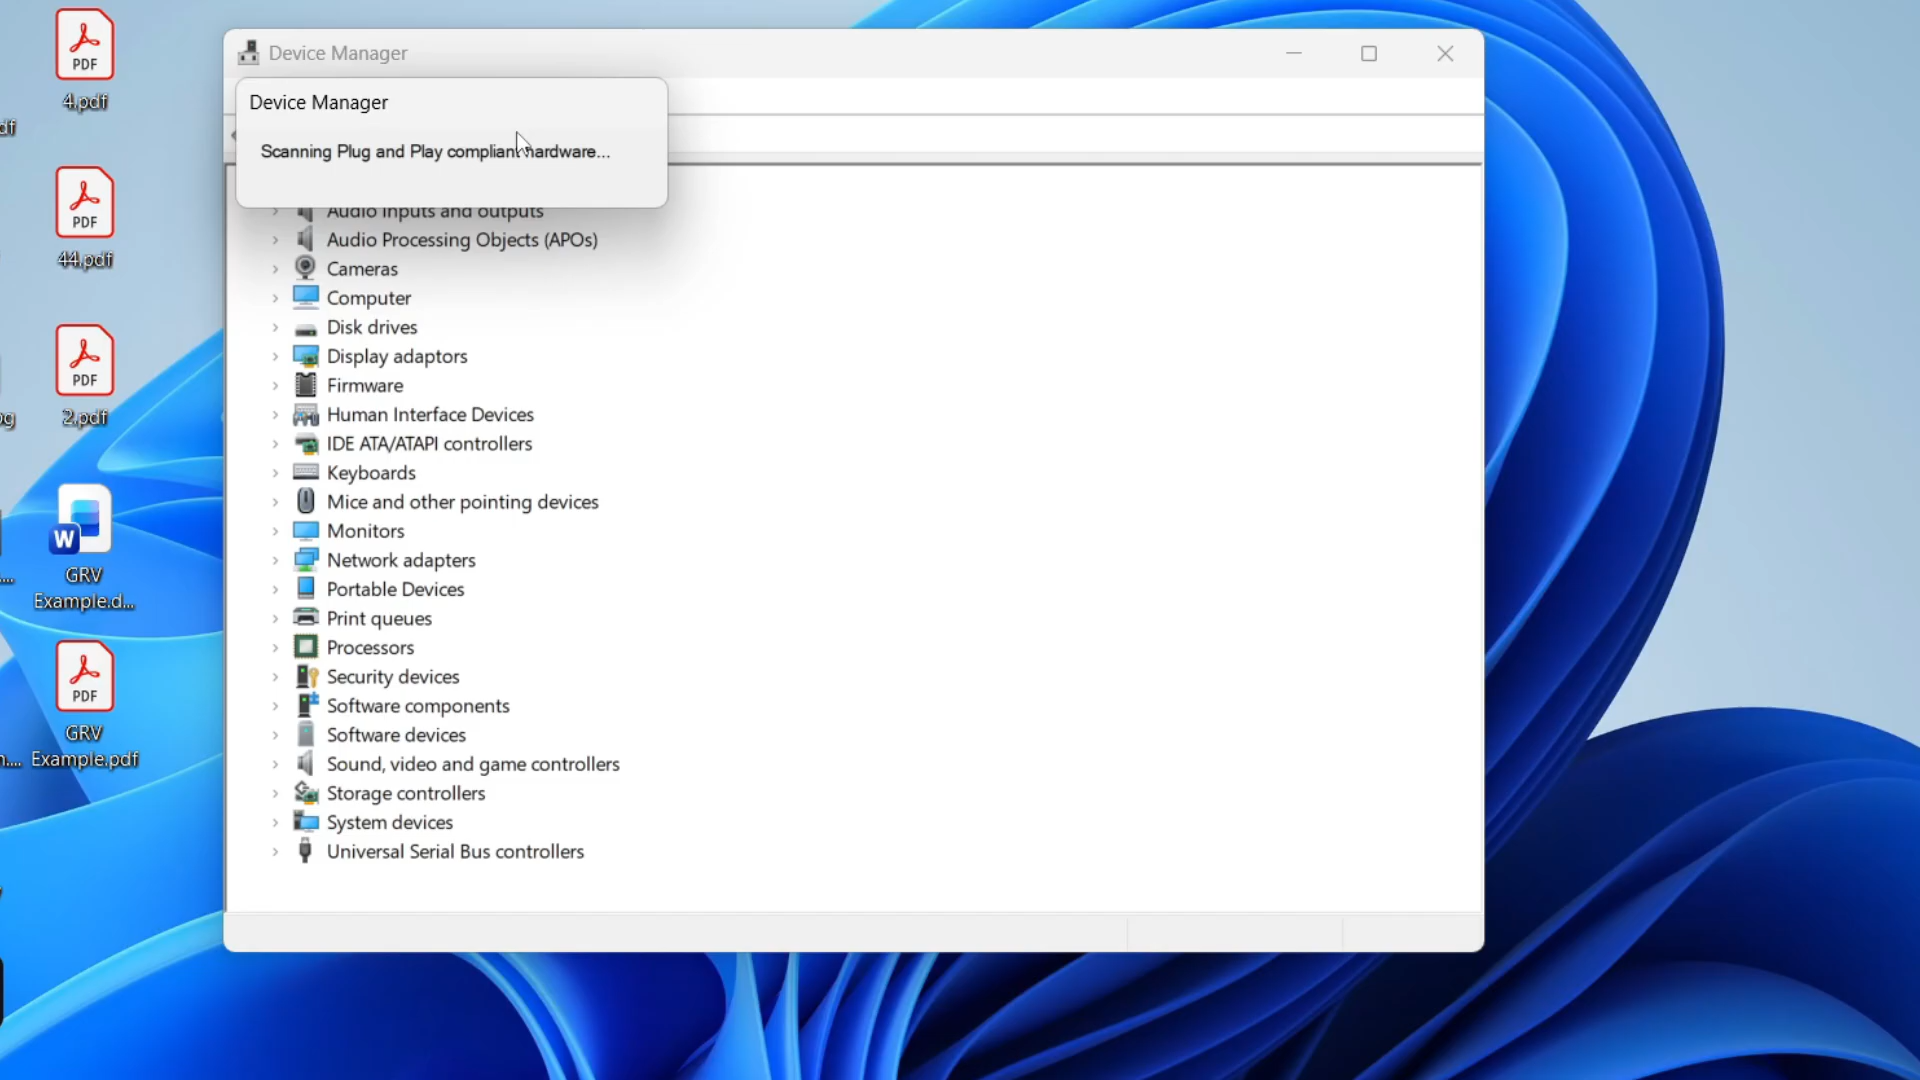 Device Manager
Device Manager
Scanning Plug and Play compliant hardware...
Audio inputs and outputs
Audio Processing Objects (APOs)
Cameras
Computer
Disk drives
Display adaptors
Firmware
Human Interface Devices
IDE ATA/ATAPI controllers
Keyboards
Mice and other pointing devices
Monitors
Network adapters
Portable Devices
Print queues
Processors
Security devices
Software components
Software devices
Sound, video and game controllers
Storage controllers
System devices
Universal Serial Bus controllers
PDF
4.pdf
PDF
44.pdf
PDF
2.pdf
W
GRV
Example.d...
PDF
GRV
Example.pdf